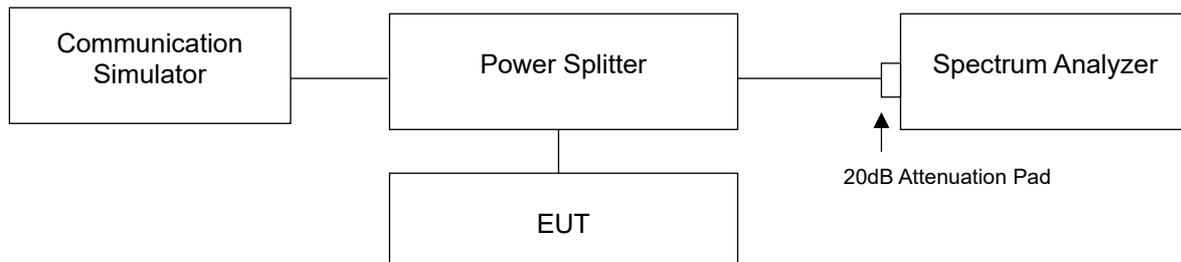 Communication
Simulator
Power Splitter
Spectrum Analyzer
20dB Attenuation Pad
EUT